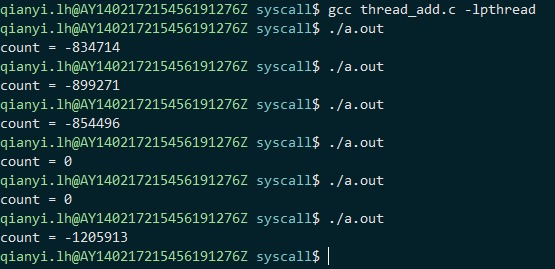 qianyi.lh@AY140217215456191276Z syscall$ gcc thread_add.c -lpthread
qianyi.lh@AY140217215456191276Z syscall$ ./a.out
count = -834714
qianyi.lh@AY140217215456191276Z syscall$ ./a.out
count = -899271
qianyi.lh@AY140217215456191276Z syscall$ ./a.out
count = -854496
qianyi.lh@AY140217215456191276Z syscall$ ./a.out
count = 0
qianyi.lh@AY140217215456191276Z syscall$ ./a.out
count = 0
qianyi.lh@AY140217215456191276Z syscall$ ./a.out
count = -1205913
qianyi.lh@AY140217215456191276Z syscall$